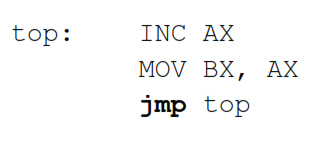 top: INC AX
MOV BX, AX
jmp top